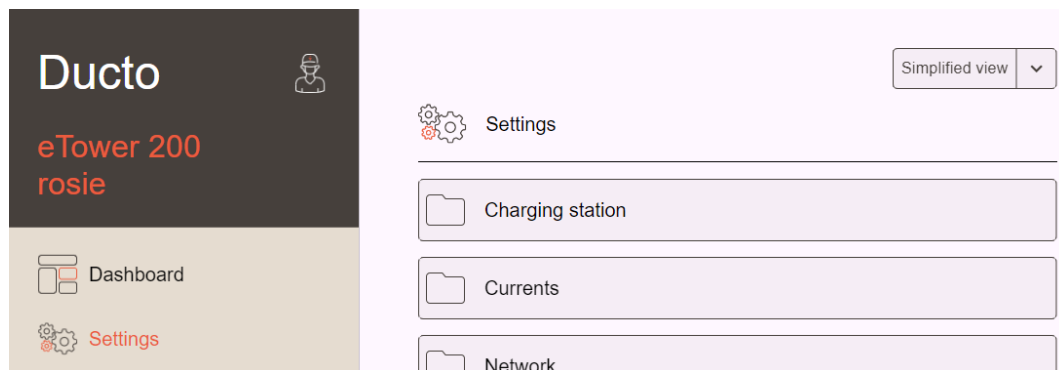 Ducto
eTower 200
rosie
Dashboard
Settings
Simplified view
Settings
Charging station
Currents
Network